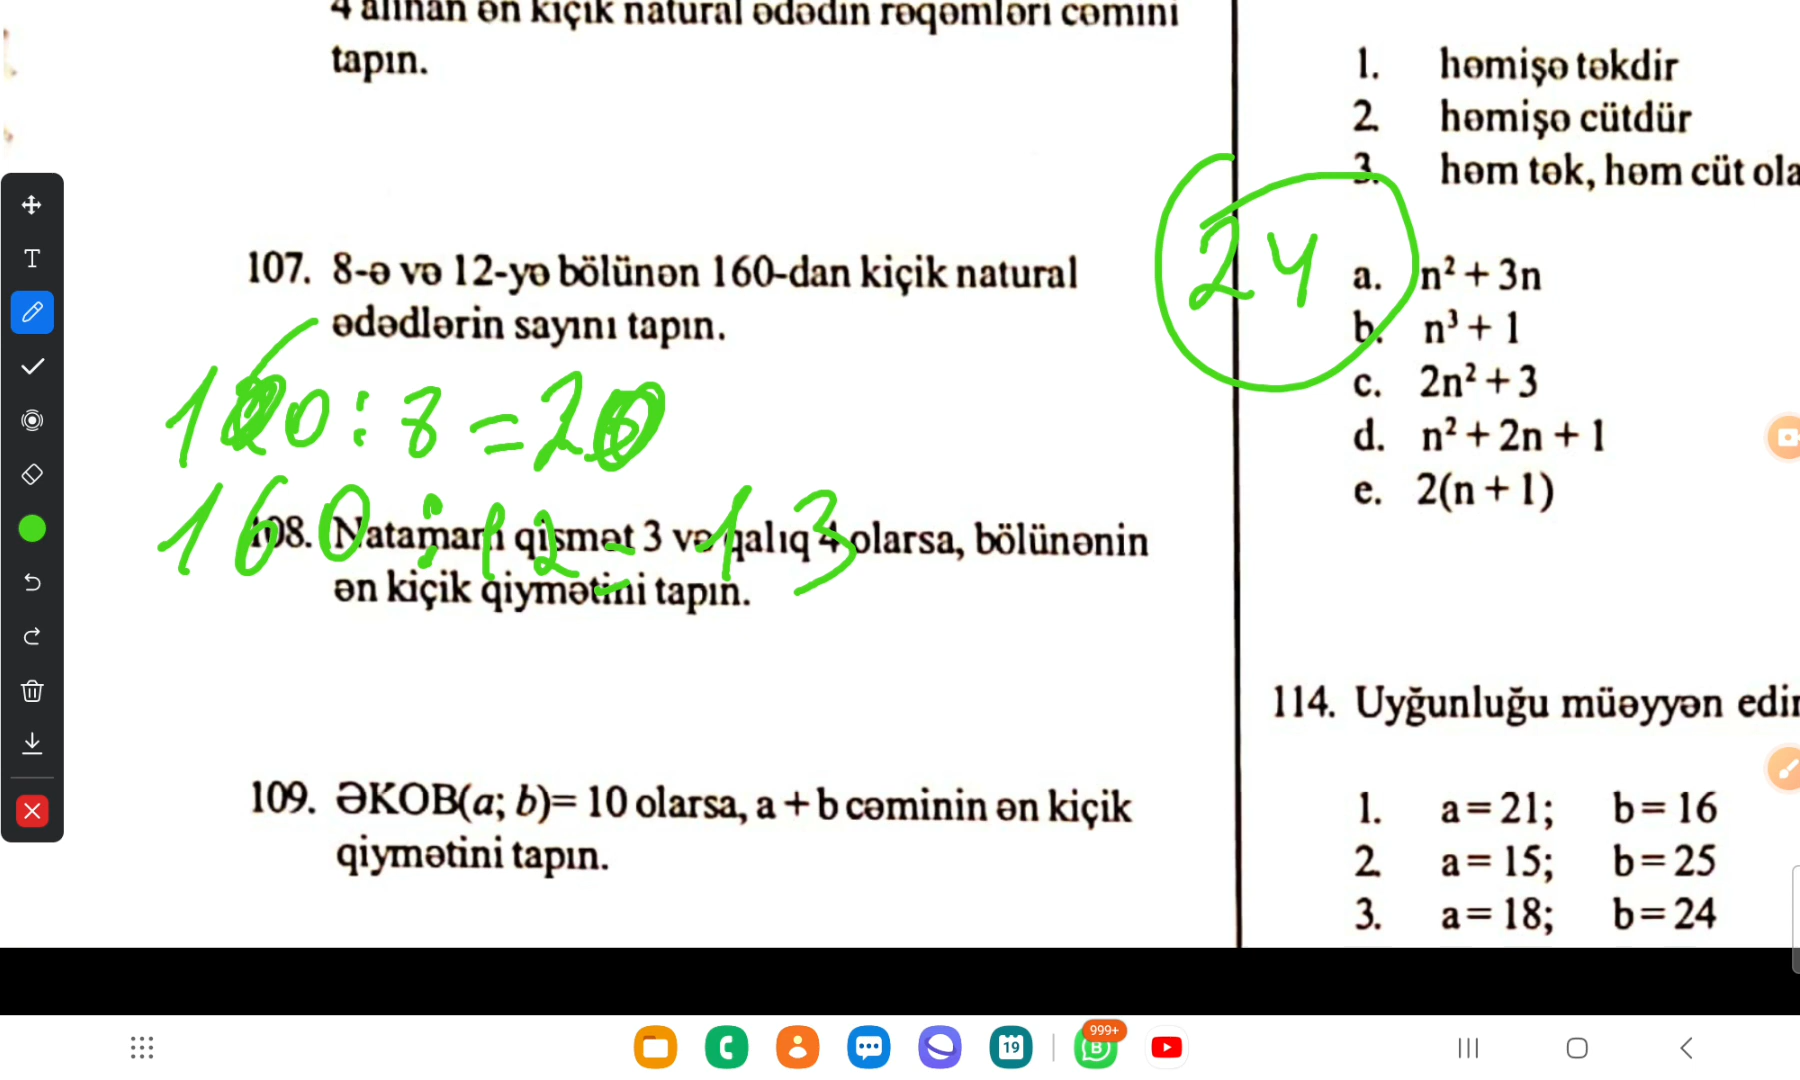 4 alınan ən kiçik natural ədədin rəqəmləri cəmini
tapın.
107. 8-ə və 12-yə bölünən 160-dan kiçik natural
ədədlərin sayını tapın.
: 8 = 20
160 : 12 = 13
108. Natamam qismət 3 və qalıq 4 olarsa, bölünənin
ən kiçik qiymətini tapın.
109. ƏKOB(a; b)= 10 olarsa, a + b cəminin ən kiçik
qiymətini tapın.
24
1. həmişə təkdir
2. həmişə cütdür
3. həm tək, həm cüt ola
a. n² + 3n
b. n³ + 1
c. 2n² + 3
d. n² + 2n + 1
e. 2(n + 1)
114. Uyğunluğu müəyyən edin
1. a = 21; b = 16
2. a = 15; b = 25
3. a = 18; b = 24
T
19
999+
B